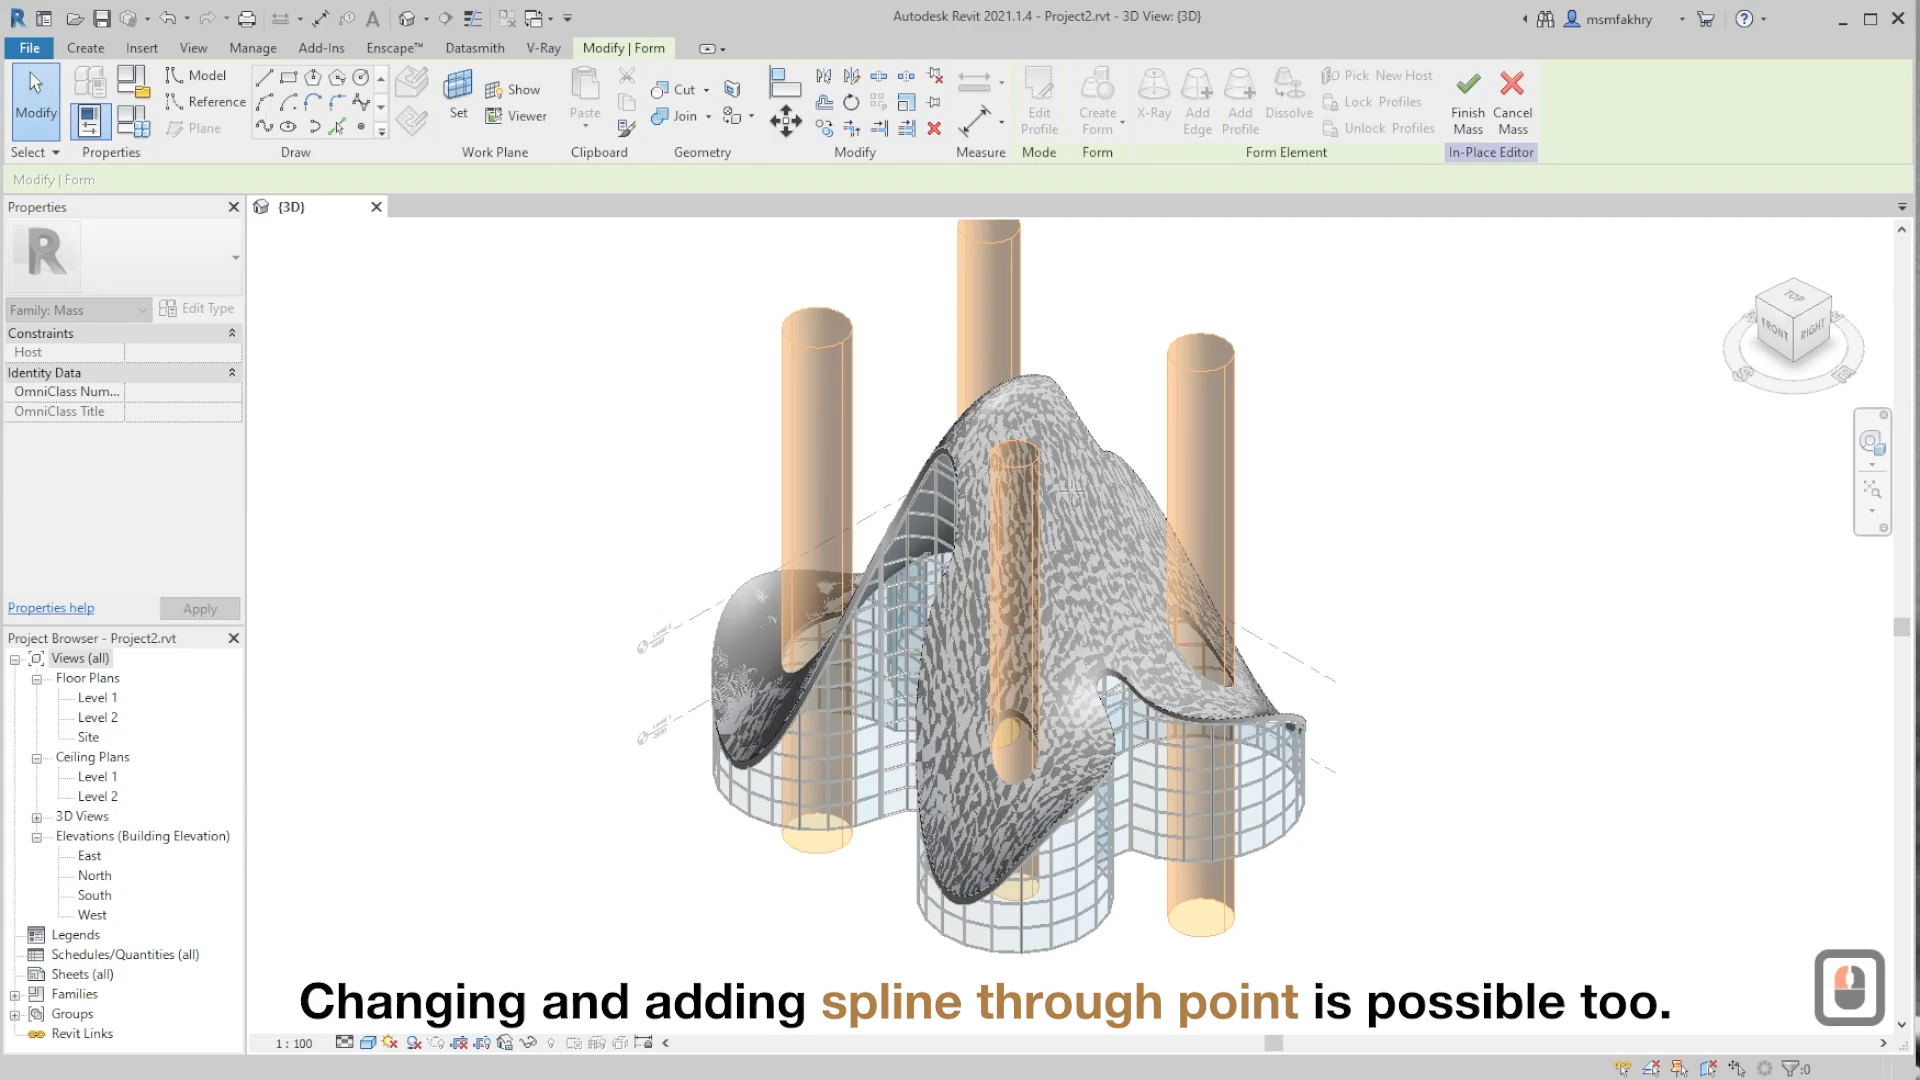 Autodesk Revit 2021.1.4 - Project2.rvt - 3D View: {3D}
msmfakhry
File Create Insert View Manage Add-Ins Enscape™ Datasmith V-Ray Modify | Form
Modify
Select
Properties
Model
Reference
Plane
Draw
Set
Show
Viewer
Work Plane
Paste
Clipboard
Cut
Join
Geometry
Modify
Measure
Edit Profile
Mode
Create Form
Form
X-Ray
Add Edge
Add Profile
Dissolve
Pick New Host
Lock Profiles
Unlock Profiles
Form Element
Finish Mass
Cancel Mass
In-Place Editor
Modify | Form
Properties
{3D}
R
Family: Mass
Edit Type
Constraints
Host
Identity Data
OmniClass Num...
OmniClass Title
Properties help
Apply
Project Browser - Project2.rvt
Views (all)
Floor Plans
Level 1
Level 2
Site
Ceiling Plans
Level 1
Level 2
3D Views
Elevations (Building Elevation)
East
North
South
West
Legends
Schedules/Quantities (all)
Sheets (all)
Families
Groups
Revit Links
TOP
FRONT
RIGHT
Changing and adding spline through point is possible too.
1 : 100
:0